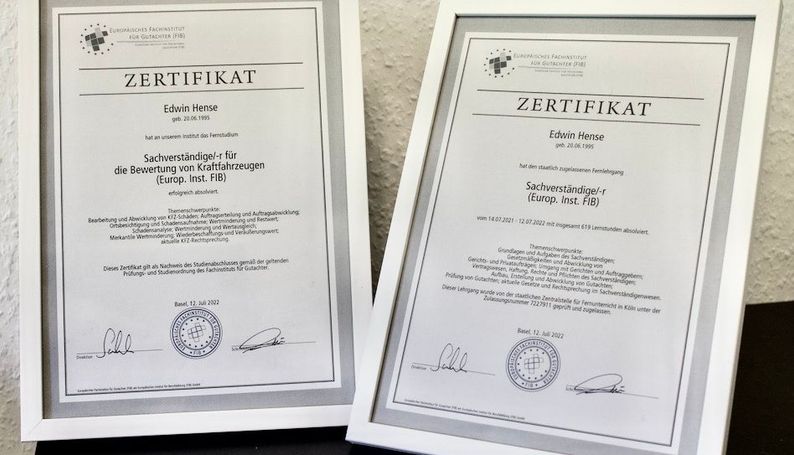 Europäisches Fachinstitut
für Gutachter (FIB)
ZERTIFIKAT
Edwin Hense
geb. 20.06.1995
hat an unserem Institut das Fernstudium
Sachverständige/-r für
die Bewertung von Kraftfahrzeugen
(Europ. Inst. FIB)
erfolgreich absolviert.
Themenschwerpunkte:
Bearbeitung und Abwicklung von KFZ-Schäden; Auftragserteilung und Auftragsabwicklung;
Ortsbesichtigung und Schadensaufnahme; Wertminderung und Restwert;
Schadenanalyse; Wertminderung und Wertausgleich;
Merkantile Wertminderung; Wiederbeschaffungs- und Veräußerungswert;
aktuelle KFZ-Rechtsprechung.
Dieses Zertifikat gilt als Nachweis des Studienabschlusses gemäß der geltenden
Prüfungs- und Studienordnung des Fachinstituts für Gutachter.
Basel, 12. Juli 2022
Direktion
FIB
Europäisches Fachinstitut
für Gutachter (FIB)
ZERTIFIKAT
Edwin Hense
geb. 20.06.1995
hat den staatlich zugelassenen Fernlehrgang
Sachverständige/-r
(Europ. Inst. FIB)
vom 14.07.2021 - 12.07.2022 mit insgesamt 619 Lernstunden absolviert.
Themenschwerpunkte:
Grundlagen und Aufgaben des Sachverständigen;
Gesetzmäßigkeiten und Abwicklung von
Gerichts- und Privataufträgen; Umgang mit Gerichten und Auftraggebern;
Vertragswesen, Haftung, Rechte und Pflichten des Sachverständigen;
Aufbau, Erstellung und Abwicklung von Gutachten;
Prüfung von Gutachten; aktuelle Gesetze und Rechtsprechung im Sachverständigenwesen.
Dieser Lehrgang wurde von der staatlichen Zentralstelle für Fernunterricht in Köln unter der
Zulassungsnummer 7227911 geprüft und zugelassen.
Basel, 12. Juli 2022
Direktion
FIB